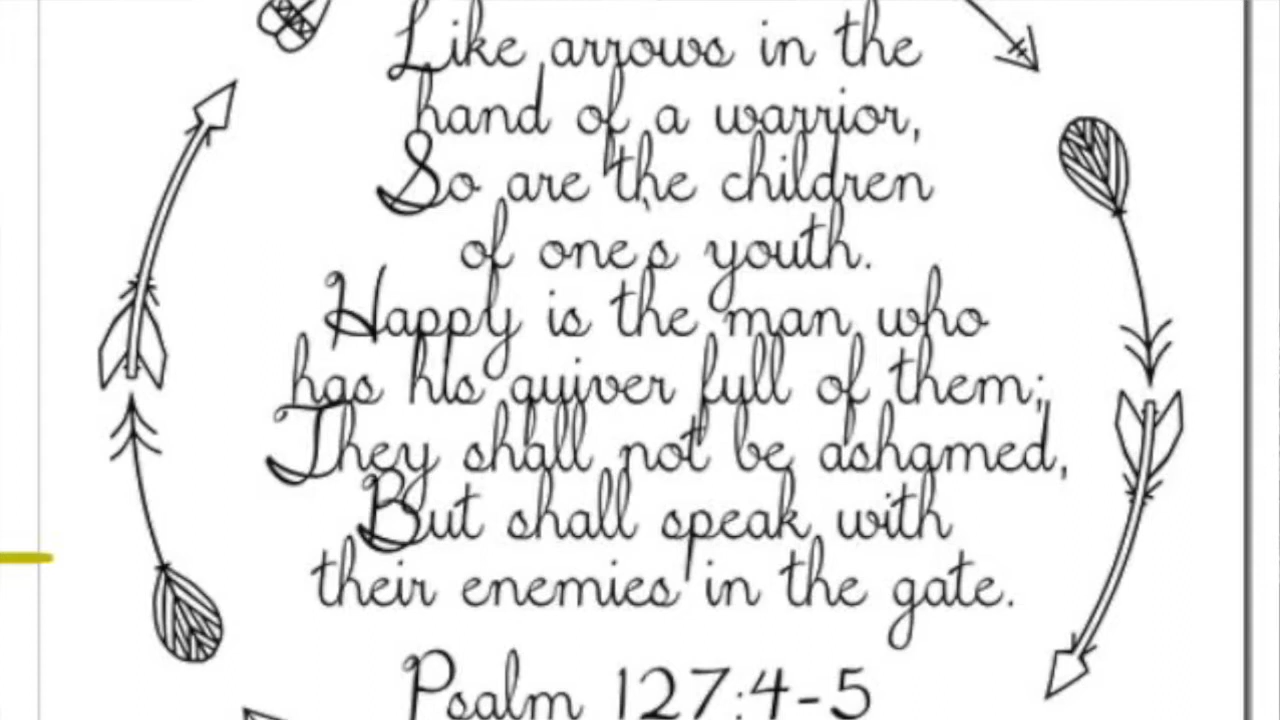 Like arrows in the
hand of a warrior,
So are the children
of one's youth.
Happy is the man who
has his quiver full of them;
They shall not be ashamed,
But shall speak with
their enemies in the gate.
Psalm 127:4-5